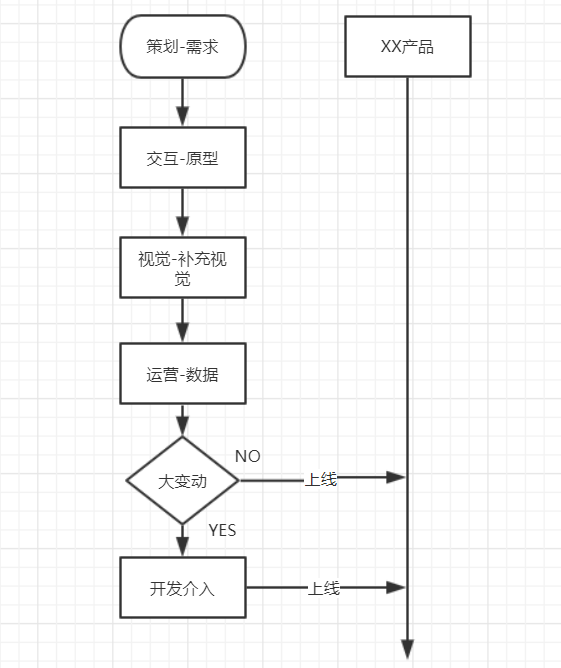 策划-需求
XX产品
交互-原型
视觉-补充视
觉
运营-数据
NO
大变动
上线
YES
开发介入
上线